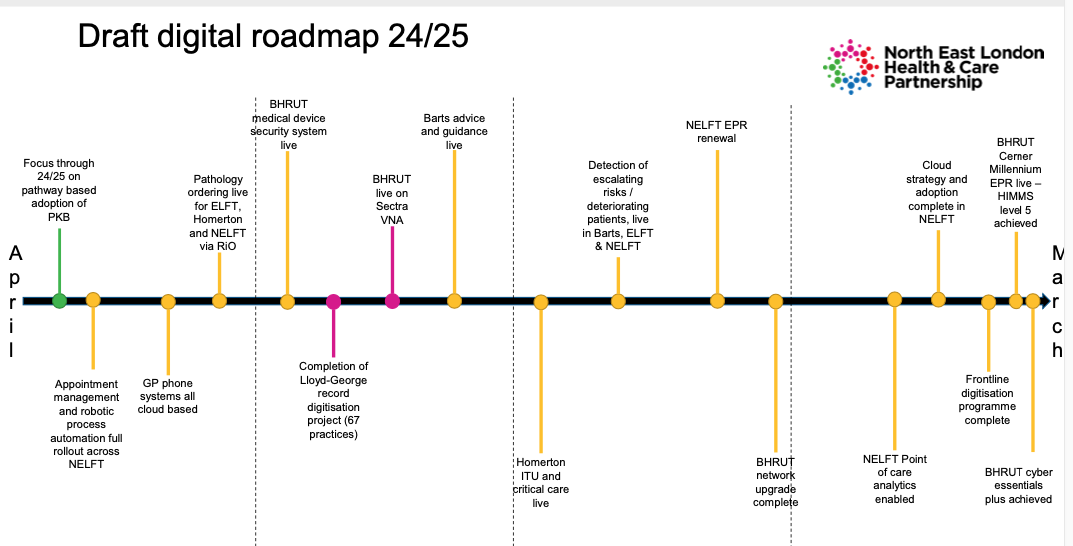 Draft digital roadmap 24/25
North East London
Health & Care
Partnership
Focus through
24/25 on
pathway based
adoption of
PKB
Pathology
ordering live
for ELFT,
Homerton
and NELFT
via RiO
BHRUT
medical device
security system
live
BHRUT
live on
Sectra
VNA
Barts advice
and guidance
live
Detection of
escalating
risks /
deteriorating
patients, live
in Barts, ELFT
& NELFT
NELFT EPR
renewal
Cloud
strategy and
adoption
complete in
NELFT
BHRUT
Cerner
Millennium
EPR live –
HIMMS
level 5
achieved
A
p
r
i
l
M
a
r
c
h
Appointment
management
and robotic
process
automation full
rollout across
NELFT
GP phone
systems all
cloud based
Completion of
Lloyd-George
record
digitisation
project (67
practices)
Homerton
ITU and
critical care
live
BHRUT
network
upgrade
complete
NELFT Point
of care
analytics
enabled
Frontline
digitisation
programme
complete
BHRUT cyber
essentials
plus achieved